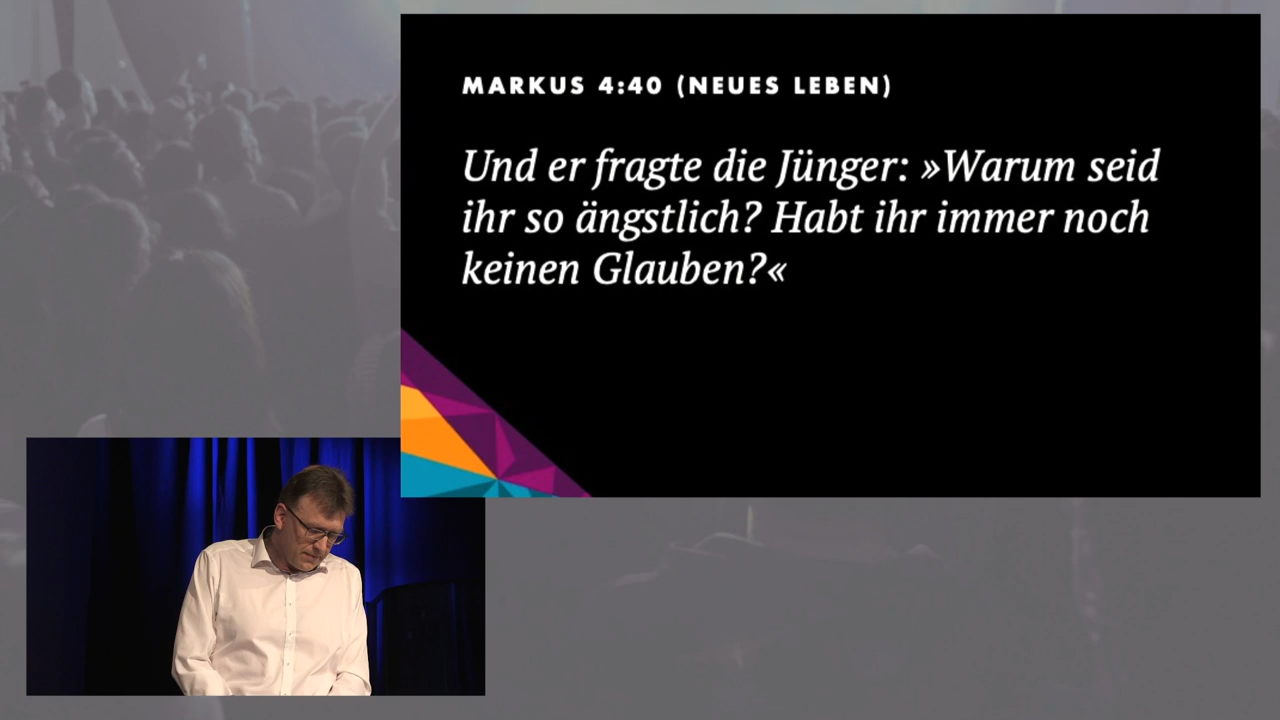 MARKUS 4:40 (NEUES LEBEN)
Und er fragte die Jünger: »Warum seid
ihr so ängstlich? Habt ihr immer noch
keinen Glauben?«